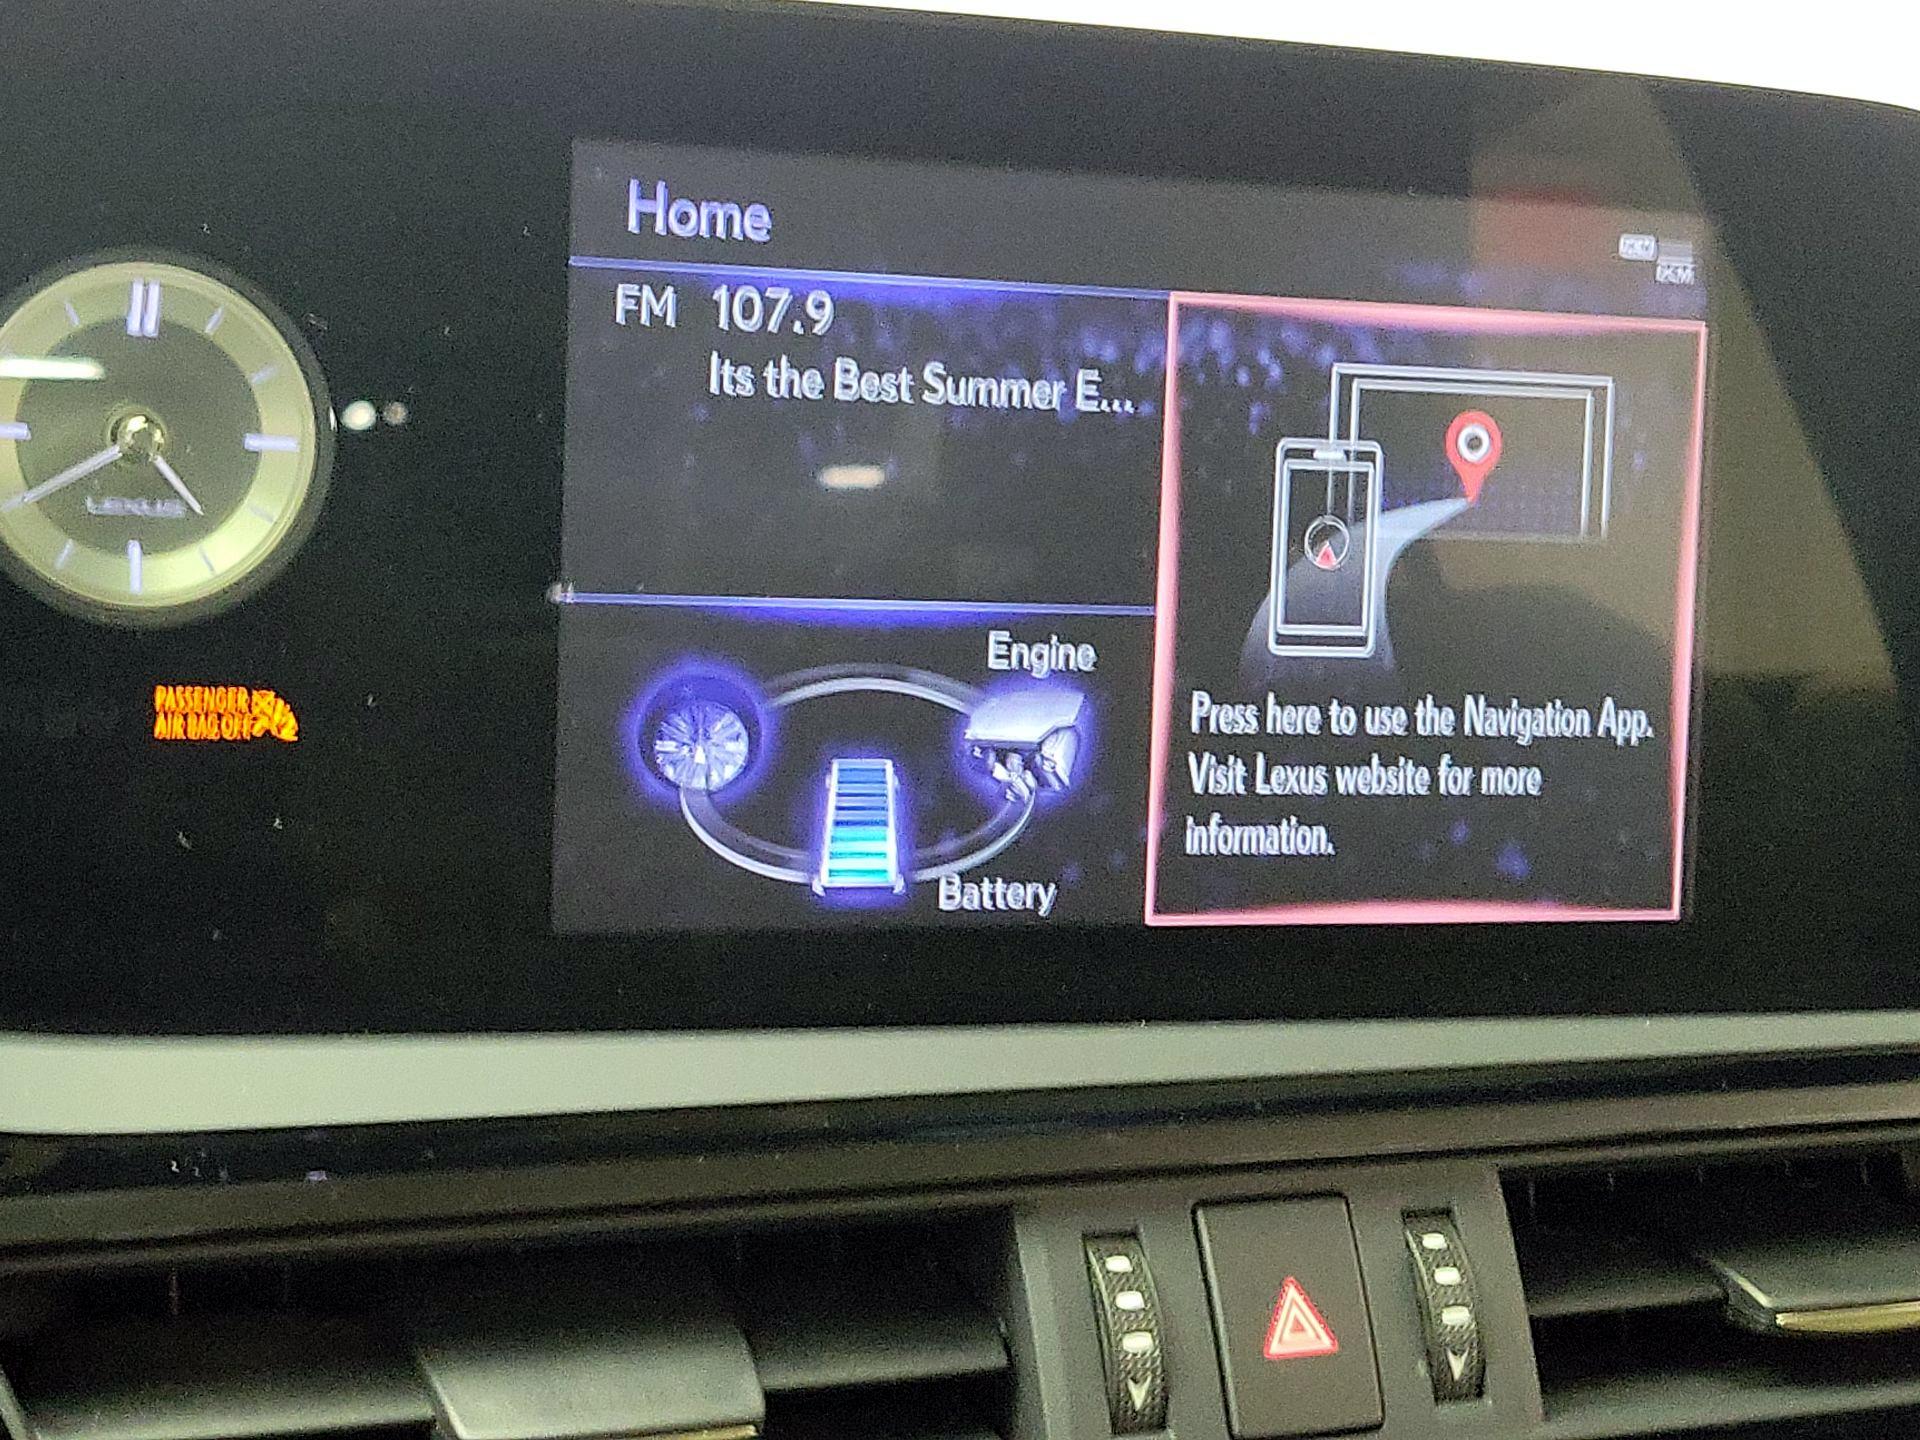 Home
FM 107.9
Its the Best Summer E...
LEXUS
PASSENGER
AIR BAG OFF
Engine
Battery
Press here to use the Navigation App.
Visit Lexus website for more
information.